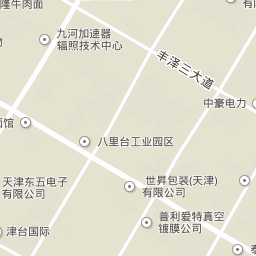 隆牛肉面
九河加速器
辐照技术中心
丰泽三大道
中豪电力
面馆
八里台工业园区
天津东五电子
有限公司
世昇包装(天津)
有限公司
普利爱特真空
镀膜公司
津台国际